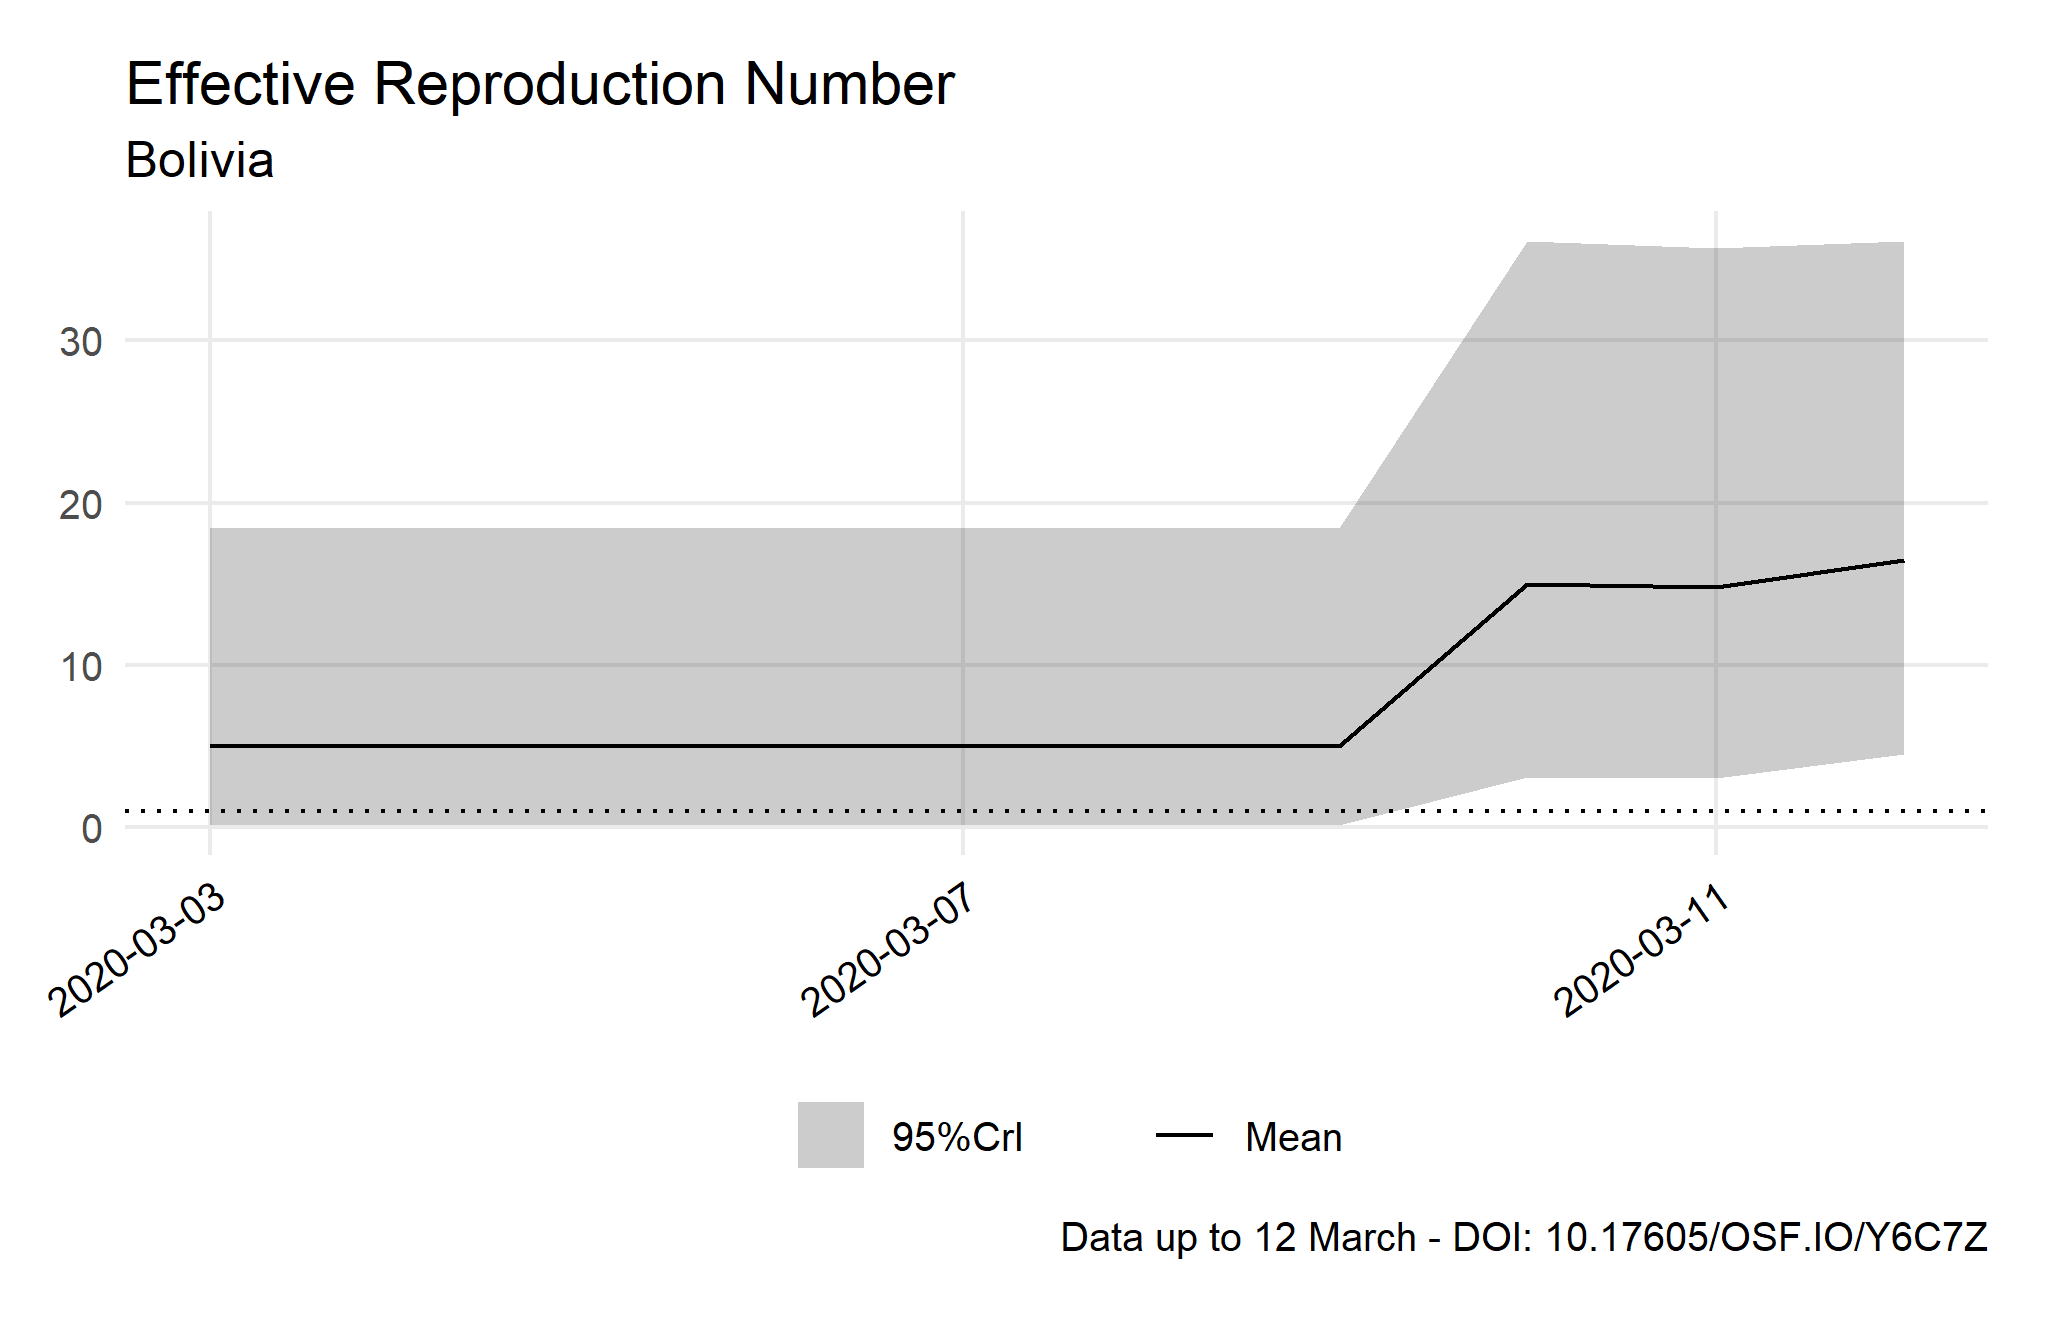 Effective Reproduction Number
Bolivia
30
20
10
0
2020-03-03
2020-03-07
2020-03-11
95%CrI
Mean
Data up to 12 March - DOI: 10.17605/OSF.IO/Y6C7Z